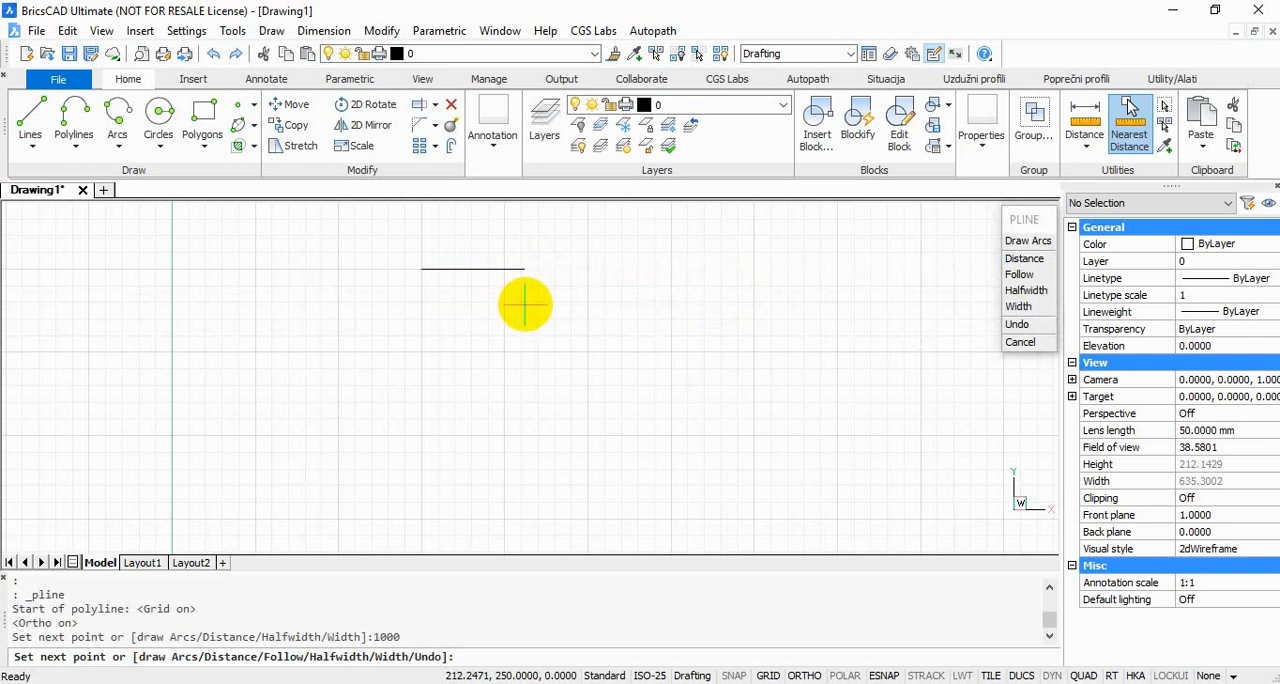 BricsCAD Ultimate (NOT FOR RESALE License) - [Drawing1]
File Edit View Insert Settings Tools Draw Dimension Modify Parametric Window Help CGS Labs Autopath
0 Drafting
File Home Insert Annotate Parametric View Manage Output Collaborate CGS Labs Autopath Situacija Uzdužni profili Poprečni profili Utility/Alati
Lines Polylines Arcs Circles Polygons
Move 2D Rotate
Copy 2D Mirror
Stretch Scale
Annotation Layers
0
Insert Block... Blockify Edit Block
Properties Group... Distance Nearest Distance Paste
Draw Modify Layers Blocks Group Utilities Clipboard
Drawing1*
PLINE
Draw Arcs
Distance
Follow
Halfwidth
Width
Undo
Cancel
No Selection
General
Color ByLayer
Layer 0
Linetype ByLayer
Linetype scale 1
Lineweight ByLayer
Transparency ByLayer
Elevation 0.0000
View
Camera 0.0000, 0.0000, 1.000
Target 0.0000, 0.0000, 0.000
Perspective Off
Lens length 50.0000 mm
Field of view 38.5801
Height 212.1429
Width 635.3002
Clipping Off
Front plane 1.0000
Back plane 0.0000
Visual style 2dWireframe
Misc
Annotation scale 1:1
Default lighting Off
Y
W
X
Model Layout1 Layout2 +
:
: _pline
Start of polyline: <Grid on>
<Ortho on>
Set next point or [draw Arcs/Distance/Halfwidth/Width]:1000
Set next point or [draw Arcs/Distance/Follow/Halfwidth/Width/Undo]:
Ready 212.2471, 250.0000, 0.0000 Standard ISO-25 Drafting SNAP GRID ORTHO POLAR ESNAP STRACK LWT TILE DUCS DYN QUAD RT HKA LOCKUI None